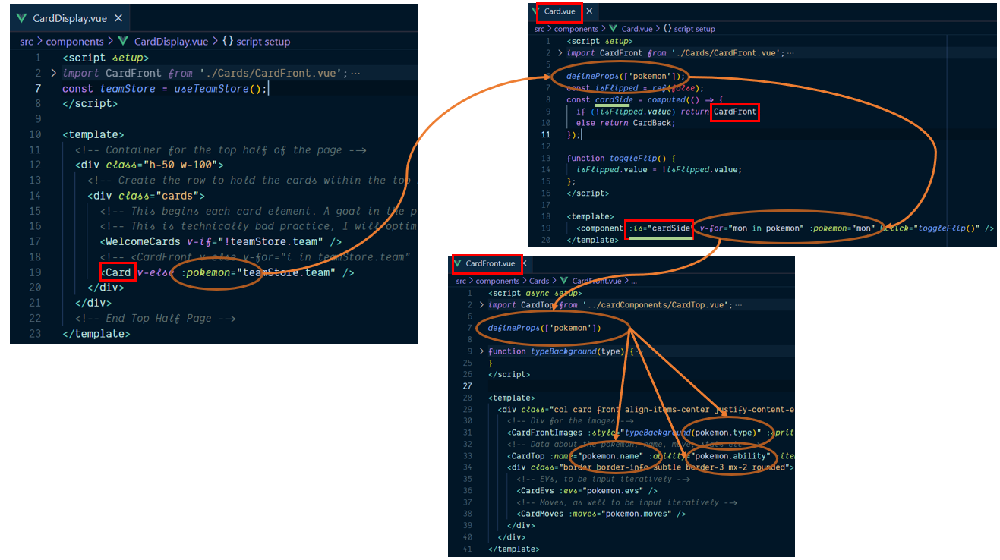 CardDisplay.vue
src > components > CardDisplay.vue > {} script setup
1 <script setup>
2 > import CardFront from './Cards/CardFront.vue';…
7 const teamStore = useTeamStore();
8 </script>
9
10 <template>
11 <!-- Container for the top half of the page -->
12 <div class="h-50 w-100">
13 <!-- Create the row to hold the cards within the top
14 <div class="cards">
15 <!-- This begins each card element. A goal in the p
16 <!-- This is technically bad practice, I will optim
17 <WelcomeCards v-if="!teamStore.team" />
18 <!-- <CardFront v-else v-for="i in teamStore.team"
19 <Card v-else :pokemon="teamStore.team" />
20 </div>
21 </div>
22 <!-- End Top Half Page -->
23 </template>
Card.vue
src > components > Card.vue > {} script setup
1 <script setup>
2 > import CardFront from './Cards/CardFront.vue';…
5
defineProps(['pokemon']);
7 const isFlipped = ref(false);
8 const cardSide = computed(() => {
9 if (!isFlipped.value) return CardFront
10 else return CardBack;
11 });
12
13 function toggleFlip() {
14 isFlipped.value = !isFlipped.value;
15 };
16 </script>
17
18 <template>
19 <component :is="cardSide" v-for="mon in pokemon" :pokemon="mon" @click="toggleFlip()" />
20 </template>
CardFront.vue
src > components > Cards > CardFront.vue > ...
1 <script async setup>
2 > import CardTop from '../cardComponents/CardTop.vue';…
6
7 defineProps(['pokemon'])
8
9 > function typeBackground(type) {…
25 }
26 </script>
27
28 <template>
29 <div class="col card front align-items-center justify-content-e
30 <!-- Div for the images -->
31 <CardFrontImages :style="typeBackground(pokemon.type)" :sprit
32 <!-- Data about the pokemon, name, move, stats etc -->
33 <CardTop :name="pokemon.name" :ability="pokemon.ability" :ite
34 <div class="border border-info-subtle border-3 mx-2 rounded">
35 <!-- EVs, to be input iteratively -->
36 <CardEvs :evs="pokemon.evs" />
37 <!-- Moves, as well to be input iteratively -->
38 <CardMoves :moves="pokemon.moves" />
39 </div>
40 </div>
41 </template>